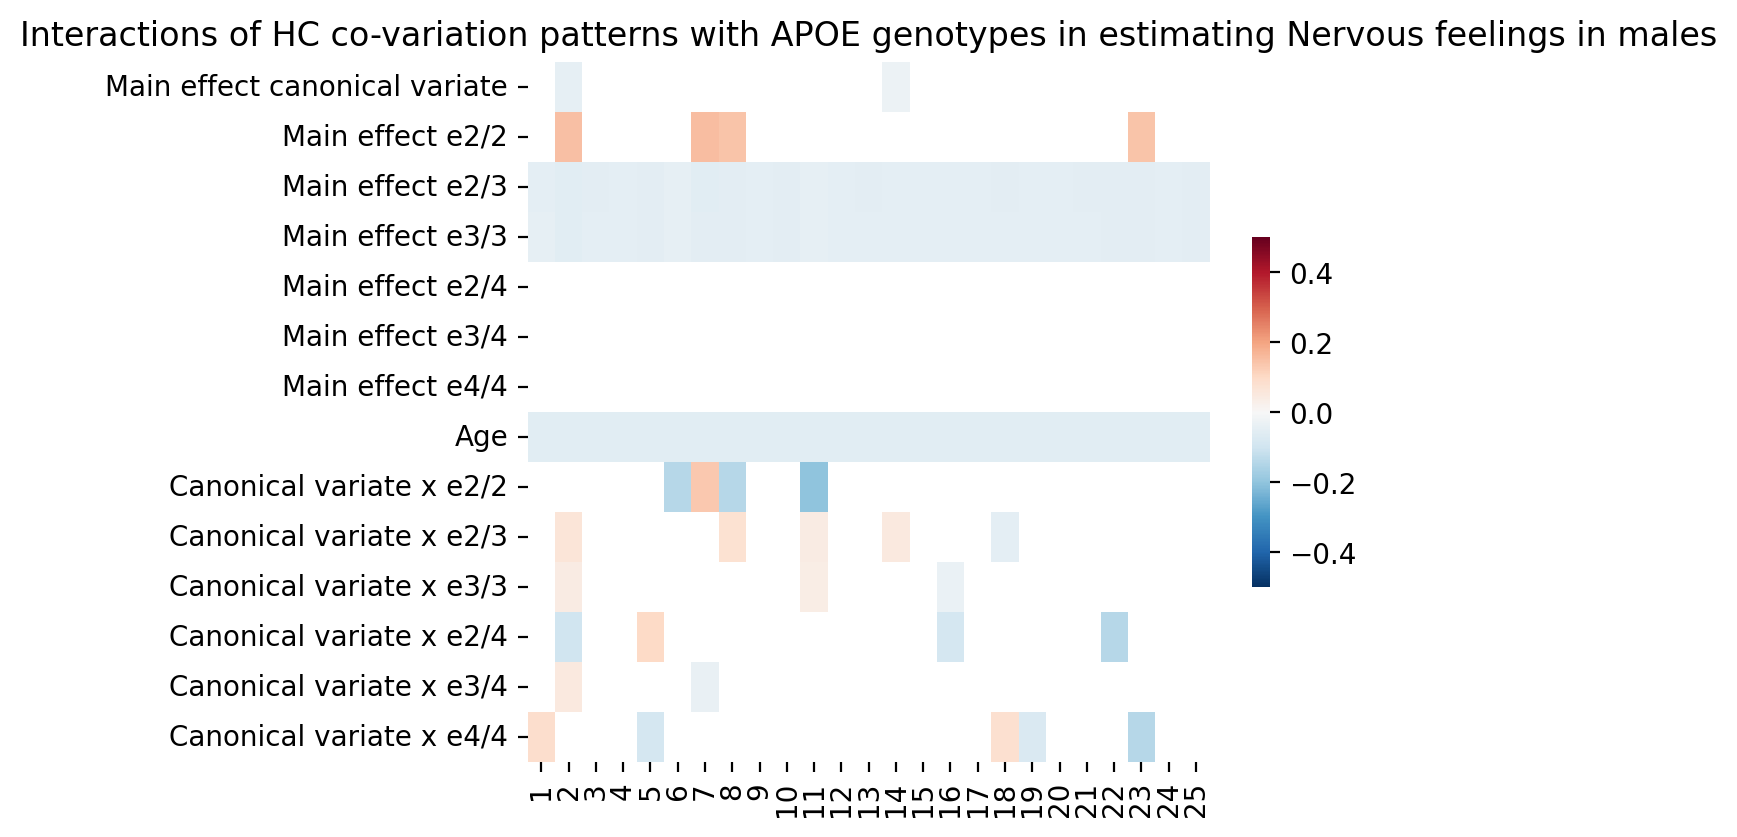 Interactions of HC co-variation patterns with APOE genotypes in estimating Nervous feelings in males
Main effect canonical variate
Main effect e2/2
Main effect e2/3
Main effect e3/3
Main effect e2/4
Main effect e3/4
Main effect e4/4
Age
Canonical variate x e2/2
Canonical variate x e2/3
Canonical variate x e3/3
Canonical variate x e2/4
Canonical variate x e3/4
Canonical variate x e4/4
1 2 3 4 5 6 7 8 9 10 11 12 13 14 15 16 17 18 19 20 21 22 23 24 25
0.4
0.2
0.0
−0.2
−0.4